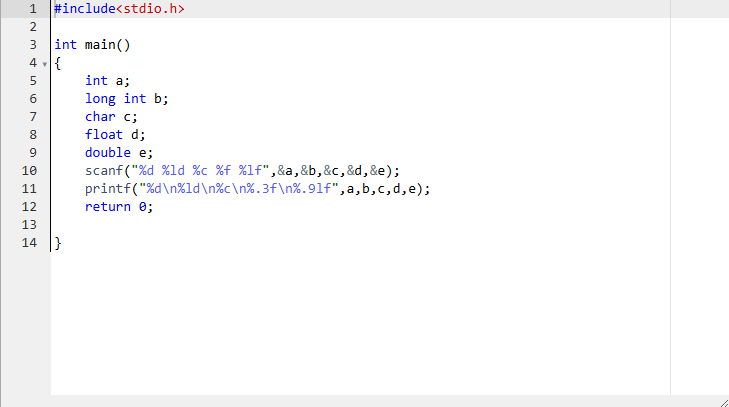 1 #include<stdio.h>
2
3 int main()
4 {
5     int a;
6     long int b;
7     char c;
8     float d;
9     double e;
10     scanf("%d %ld %c %f %lf",&a,&b,&c,&d,&e);
11     printf("%d\n%ld\n%c\n%.3f\n%.9lf",a,b,c,d,e);
12     return 0;
13
14 }